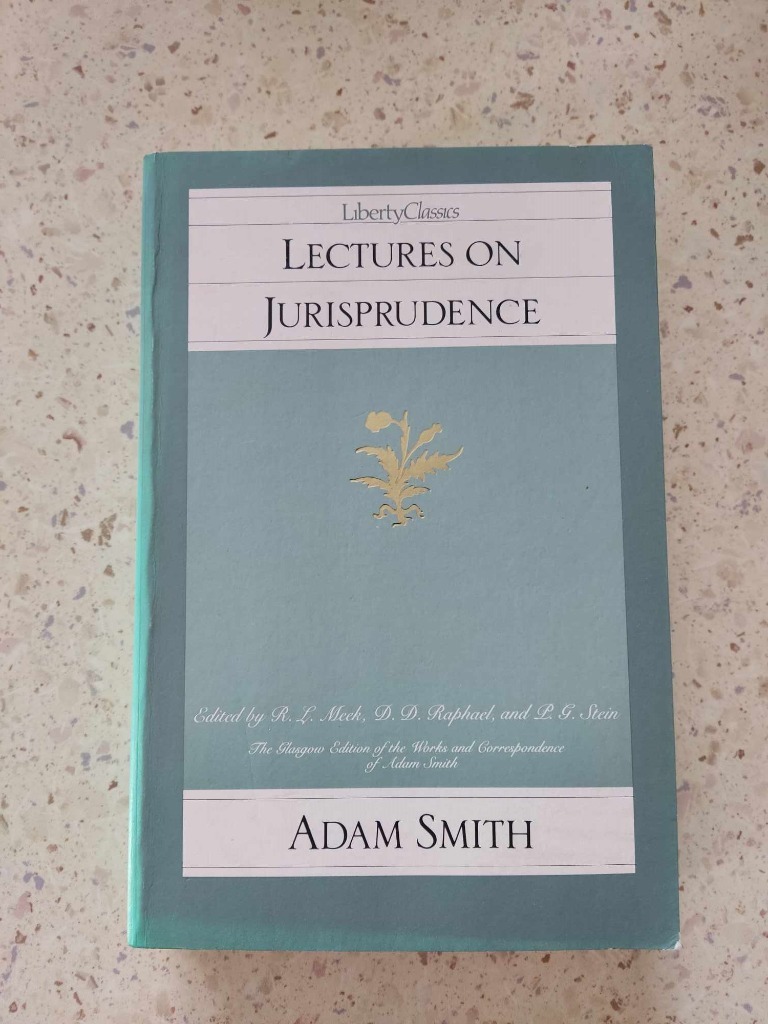 LibertyClassics
LECTURES ON
JURISPRUDENCE
Edited by R. L. Meek, D. D. Raphael, and P. G. Stein
The Glasgow Edition of the Works and Correspondence
of Adam Smith
ADAM SMITH